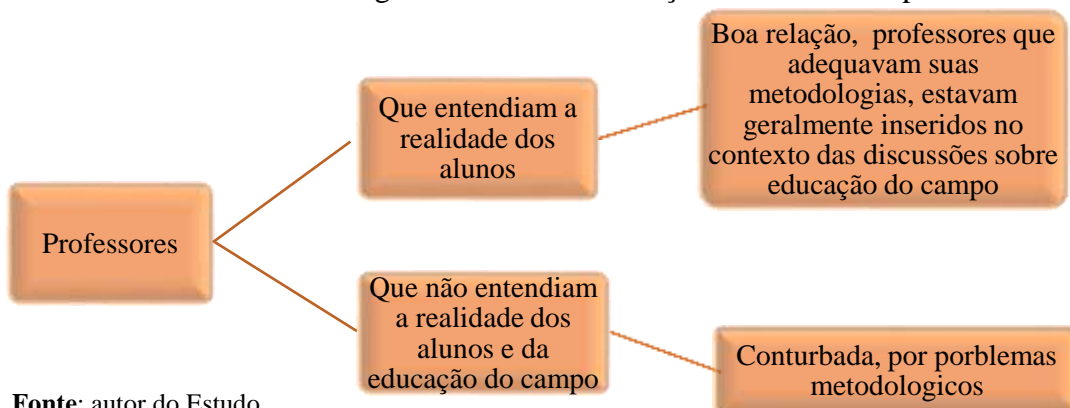 Boa relação, professores que
adequavam suas
metodologias, estavam
geralmente inseridos no
contexto das discussões sobre
educação do campo
Que entendiam a
realidade dos
alunos
Professores
Que não entendiam
a realidade dos
alunos e da
educação do campo
Conturbada, por porblemas
metodologicos
Fonte: autor do Estudo